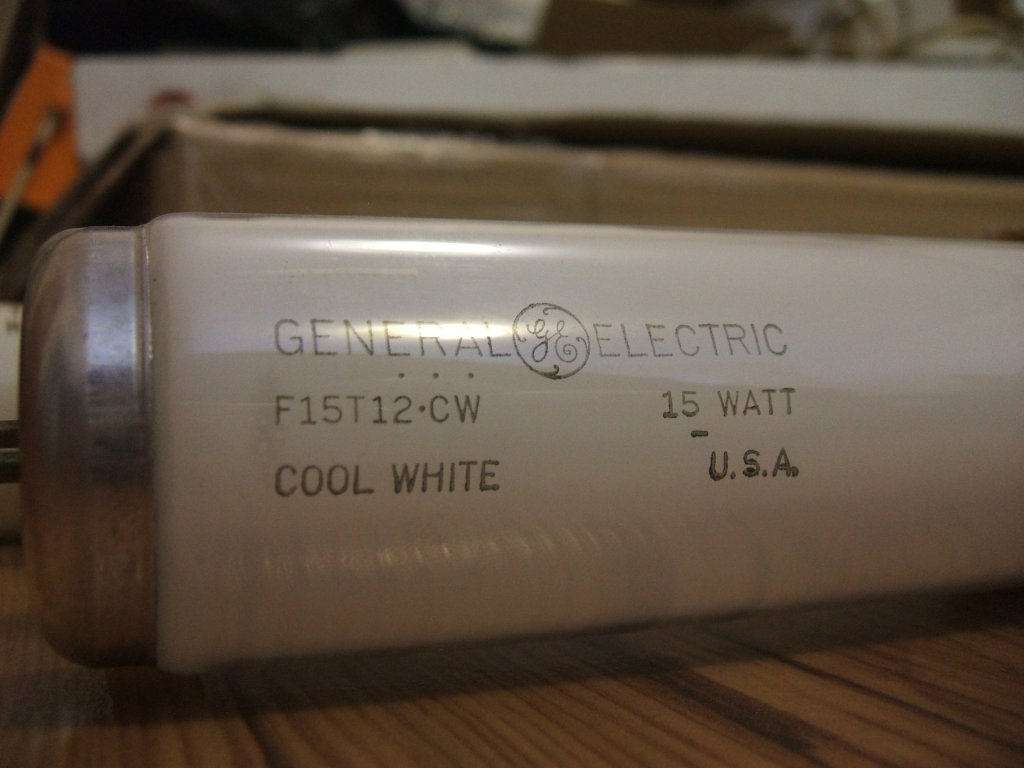 GENERAL GE ELECTRIC
F15T12·CW 15 WATT
COOL WHITE U.S.A.